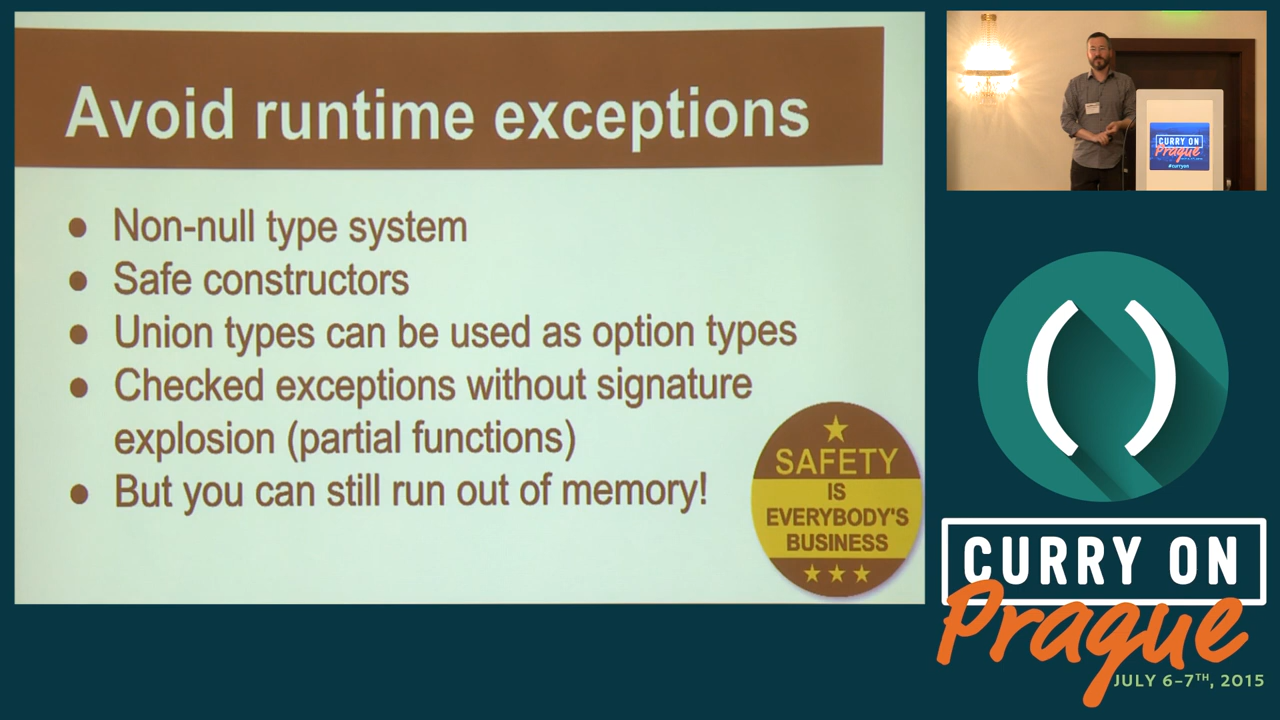 Avoid runtime exceptions
● Non-null type system
● Safe constructors
● Union types can be used as option types
● Checked exceptions without signature
explosion (partial functions)
● But you can still run out of memory!
SAFETY
IS
EVERYBODY'S
BUSINESS
CURRY ON
Prague
#curryon
CURRY ON
Prague
JULY 6–7TH, 2015